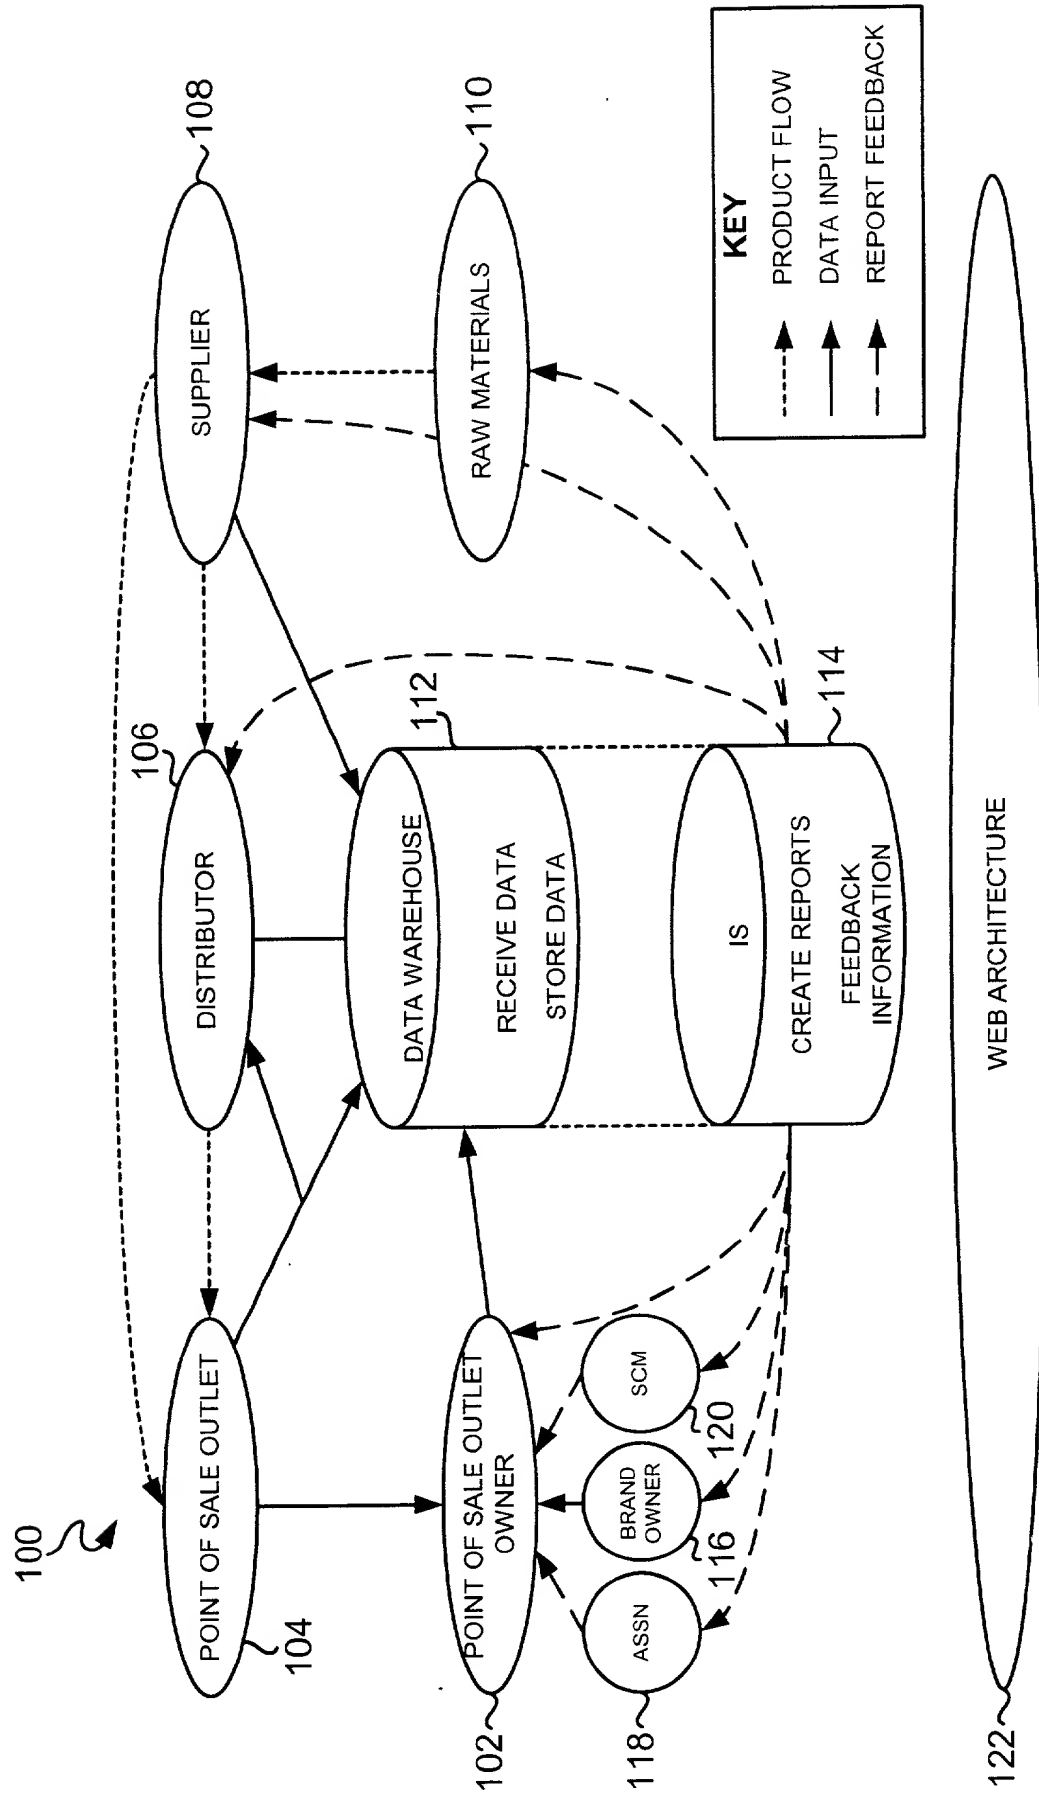 100
104
POINT OF SALE OUTLET
106
DISTRIBUTOR
108
SUPPLIER
102
POINT OF SALE OUTLET
OWNER
112
DATA WAREHOUSE
RECEIVE DATA
STORE DATA
110
RAW MATERIALS
118
ASSN
116
BRAND
OWNER
120
SCM
114
IS
CREATE REPORTS
FEEDBACK
INFORMATION
KEY
PRODUCT FLOW
DATA INPUT
REPORT FEEDBACK
122
WEB ARCHITECTURE